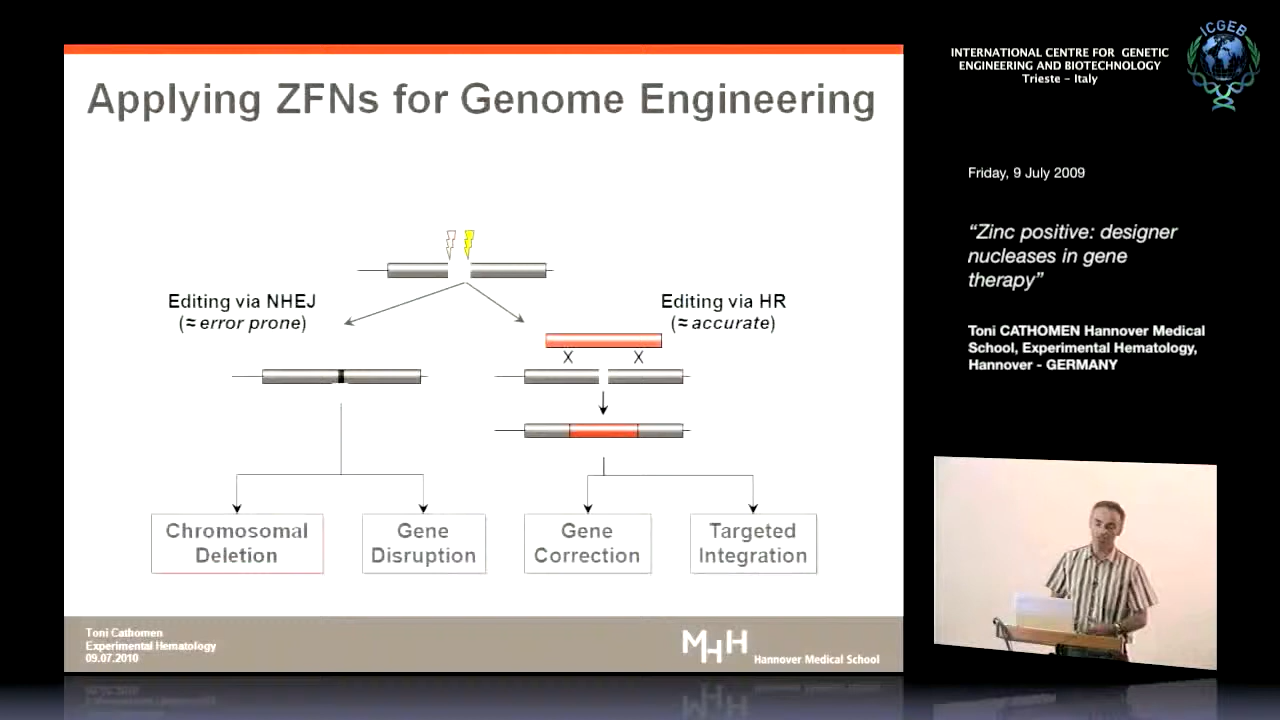 Applying ZFNs for Genome Engineering
Editing via NHEJ
(≈ error prone)
Editing via HR
(≈ accurate)
X X
Chromosomal
Deletion
Gene
Disruption
Gene
Correction
Targeted
Integration
Toni Cathomen
Experimental Hematology
09.07.2010
MHH
Hannover Medical School
INTERNATIONAL CENTRE FOR GENETIC
ENGINEERING AND BIOTECHNOLOGY
Trieste - Italy
ICGEB
Friday, 9 July 2009
“Zinc positive: designer
nucleases in gene
therapy”
Toni CATHOMEN Hannover Medical
School, Experimental Hematology,
Hannover - GERMANY